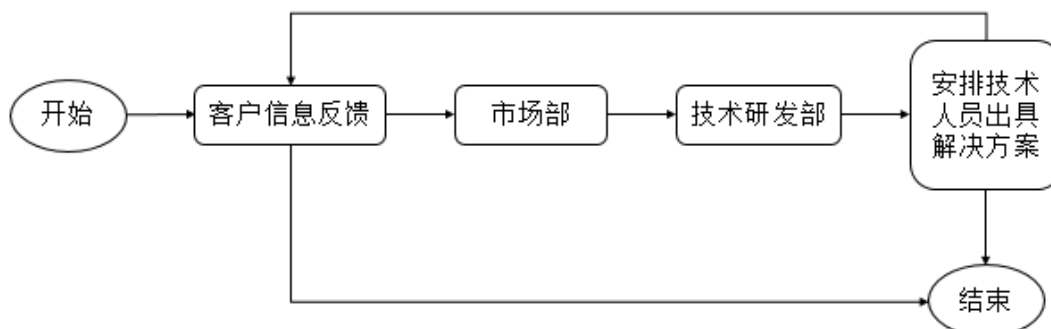 开始
客户信息反馈
市场部
技术研发部
安排技术
人员出具
解决方案
结束